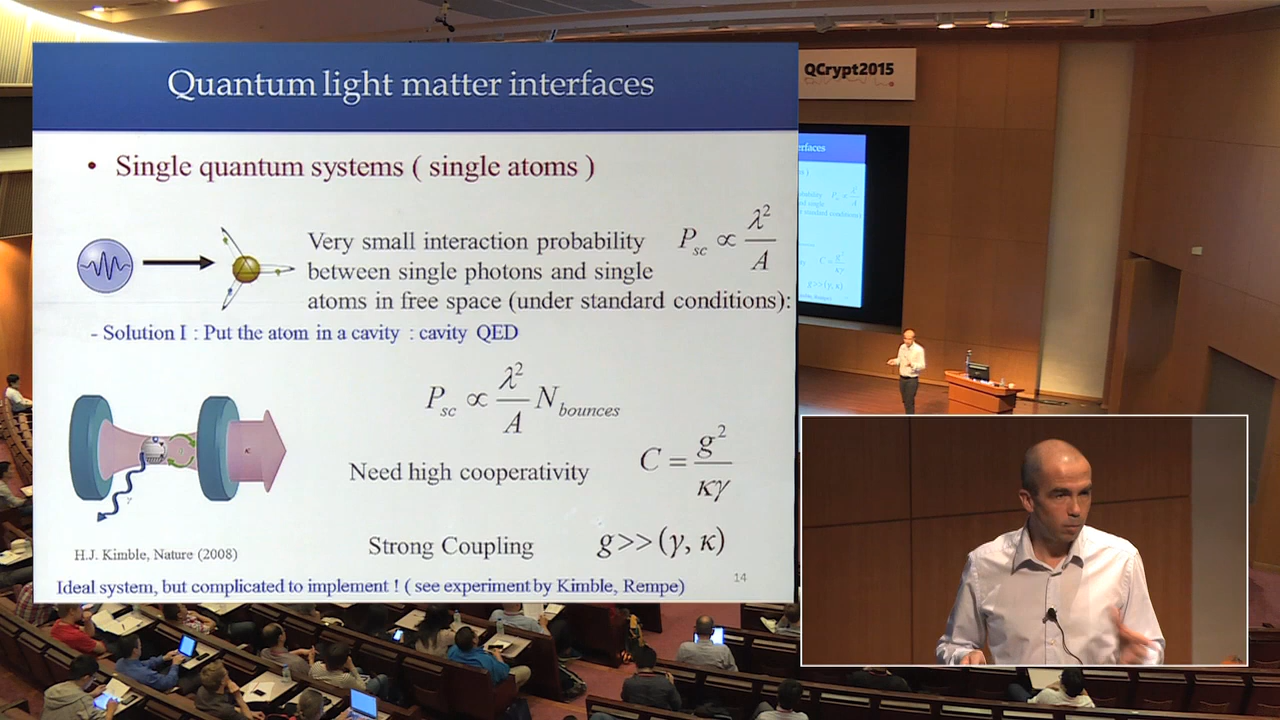 Quantum light matter interfaces
• Single quantum systems ( single atoms )
Very small interaction probability
between single photons and single
atoms in free space (under standard conditions):
P_sc ∝ λ²/A
- Solution I : Put the atom in a cavity : cavity QED
P_sc ∝ λ²/A N_bounces
Need high cooperativity
C = g²/κγ
Strong Coupling
g>>(γ, κ)
κ
γ
H.J. Kimble, Nature (2008)
Ideal system, but complicated to implement ! ( see experiment by Kimble, Rempe)
14
QCrypt2015
rfaces